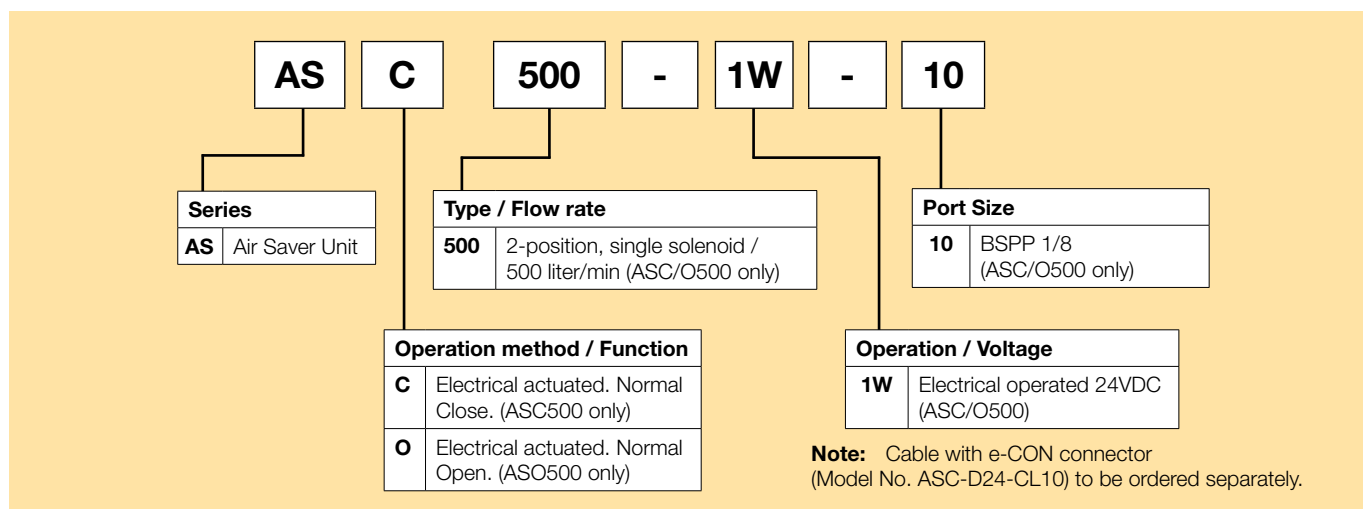 AS C 500 - 1W - 10
Series
AS Air Saver Unit
Type / Flow rate
500 2-position, single solenoid /
500 liter/min (ASC/O500 only)
Port Size
10 BSPP 1/8
(ASC/O500 only)
Operation method / Function
C Electrical actuated. Normal
Close. (ASC500 only)
O Electrical actuated. Normal
Open. (ASO500 only)
Operation / Voltage
1W Electrical operated 24VDC
(ASC/O500)
Note: Cable with e-CON connector
(Model No. ASC-D24-CL10) to be ordered separately.